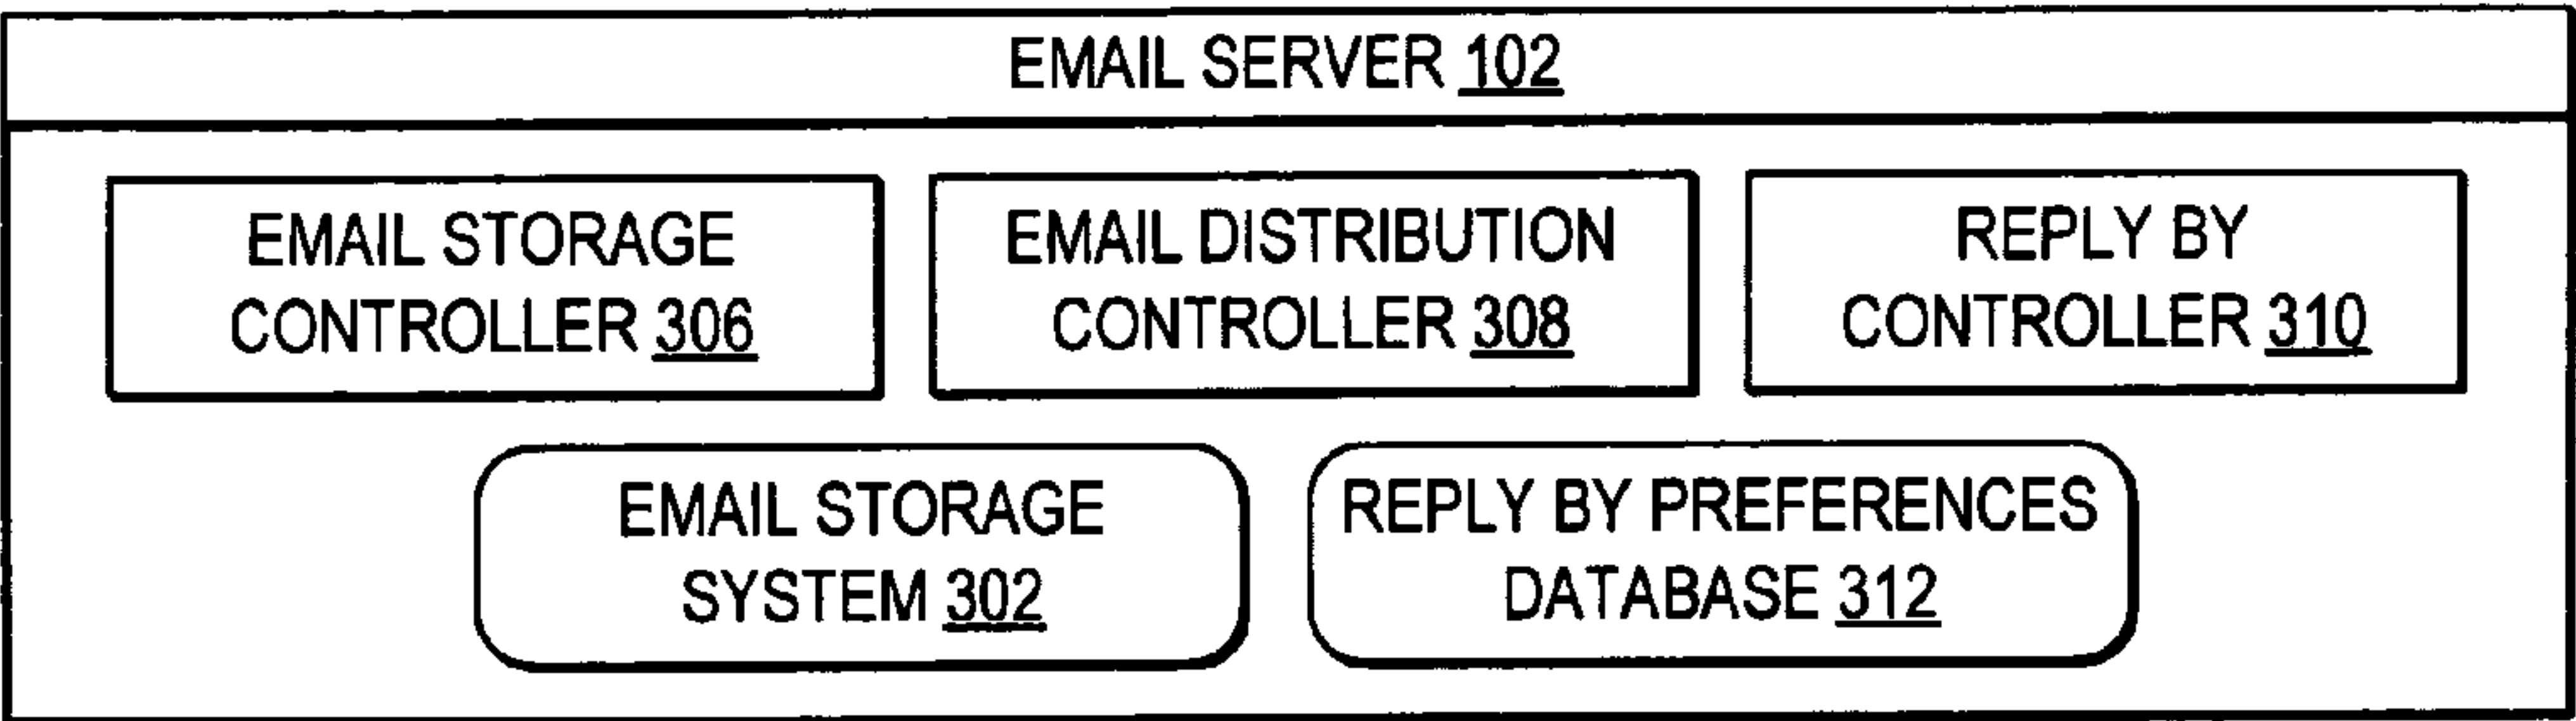 EMAIL SERVER 102
EMAIL STORAGE
CONTROLLER 306
EMAIL DISTRIBUTION
CONTROLLER 308
REPLY BY
CONTROLLER 310
EMAIL STORAGE
SYSTEM 302
REPLY BY PREFERENCES
DATABASE 312